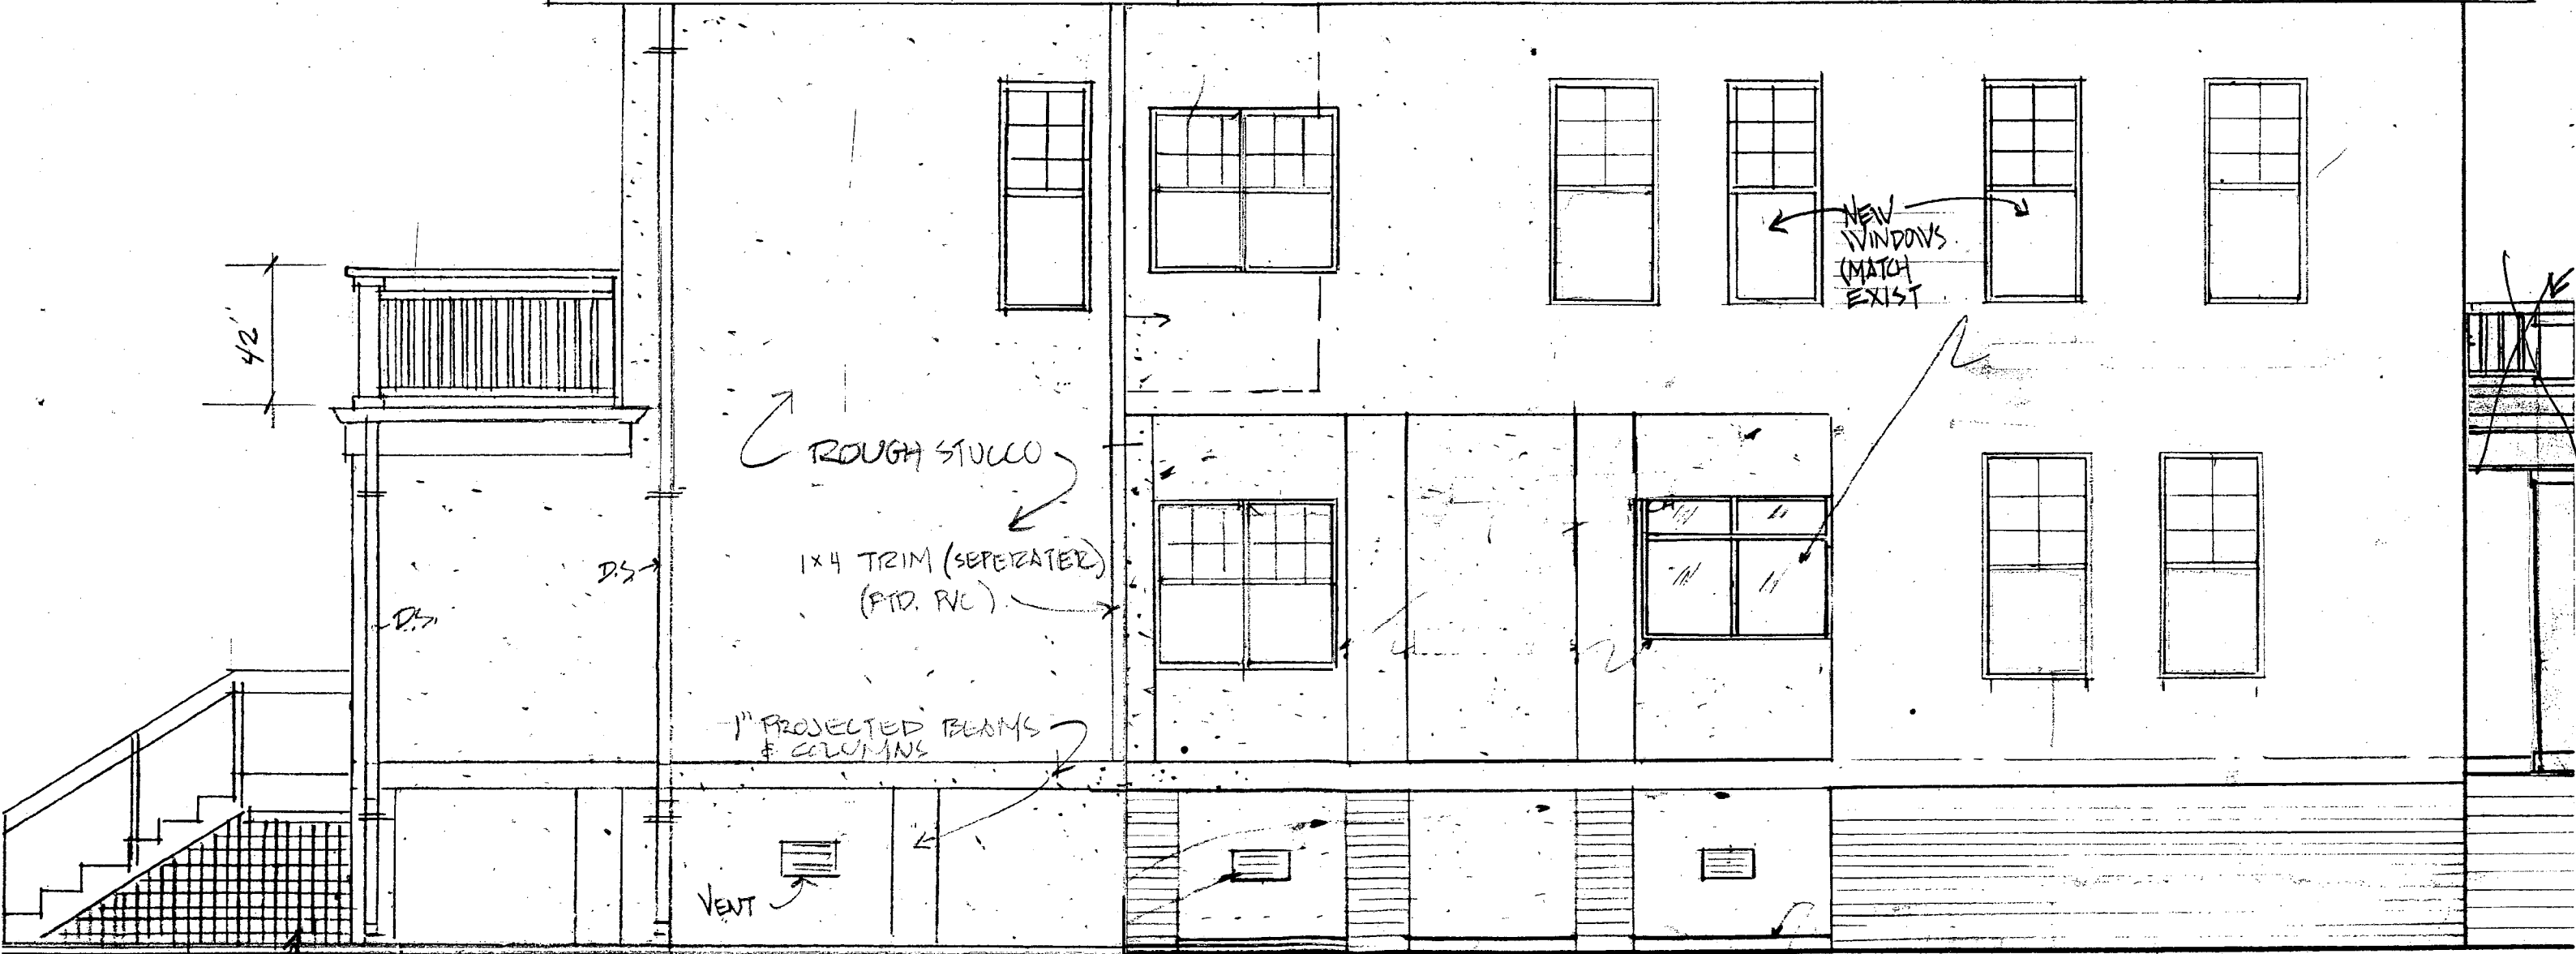 NEW
WINDOWS
(MATCH
EXIST
42"
ROUGH STUCCO
1x4 TRIM (SEPERATER)
(PTD. PVC)
D.S
D.S.
1" PROJECTED BEAMS
& COLUMNS
VENT